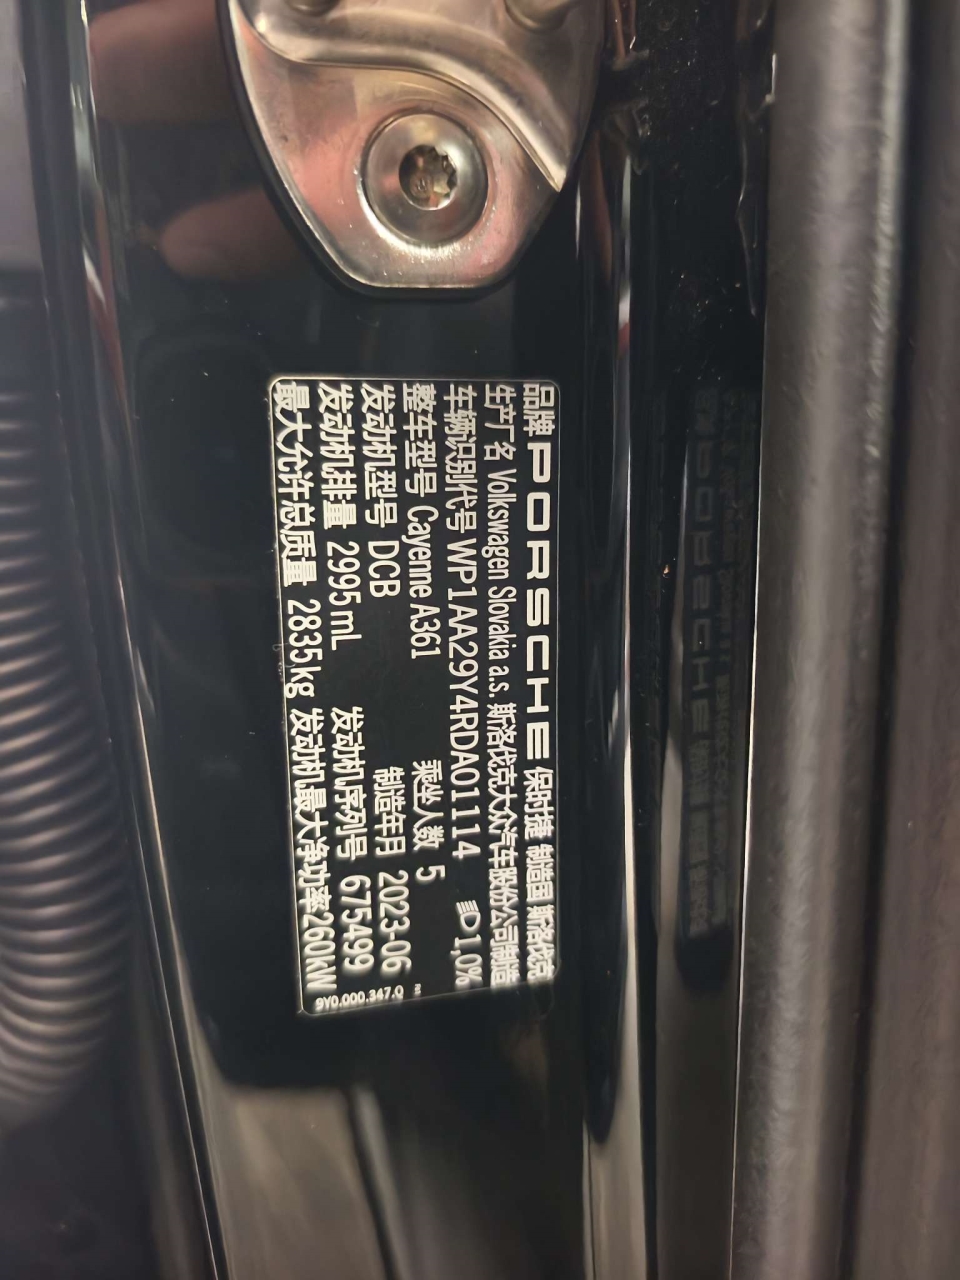 品牌 PORSCHE 保时捷 制造国 斯洛伐克
生产厂名 Volkswagen Slovakia a.s. 斯洛伐克大众汽车股份公司制造
车辆识别代号 WP1AA29Y4RDA01114 1,0%
整车型号 Cayenne A361 乘坐人数 5
发动机型号 DCB 制造年月 2023-06
发动机排量 2995mL 发动机序列号 675499
最大允许总质量 2835kg 发动机最大净功率260kW
9Y0.000.347.Q